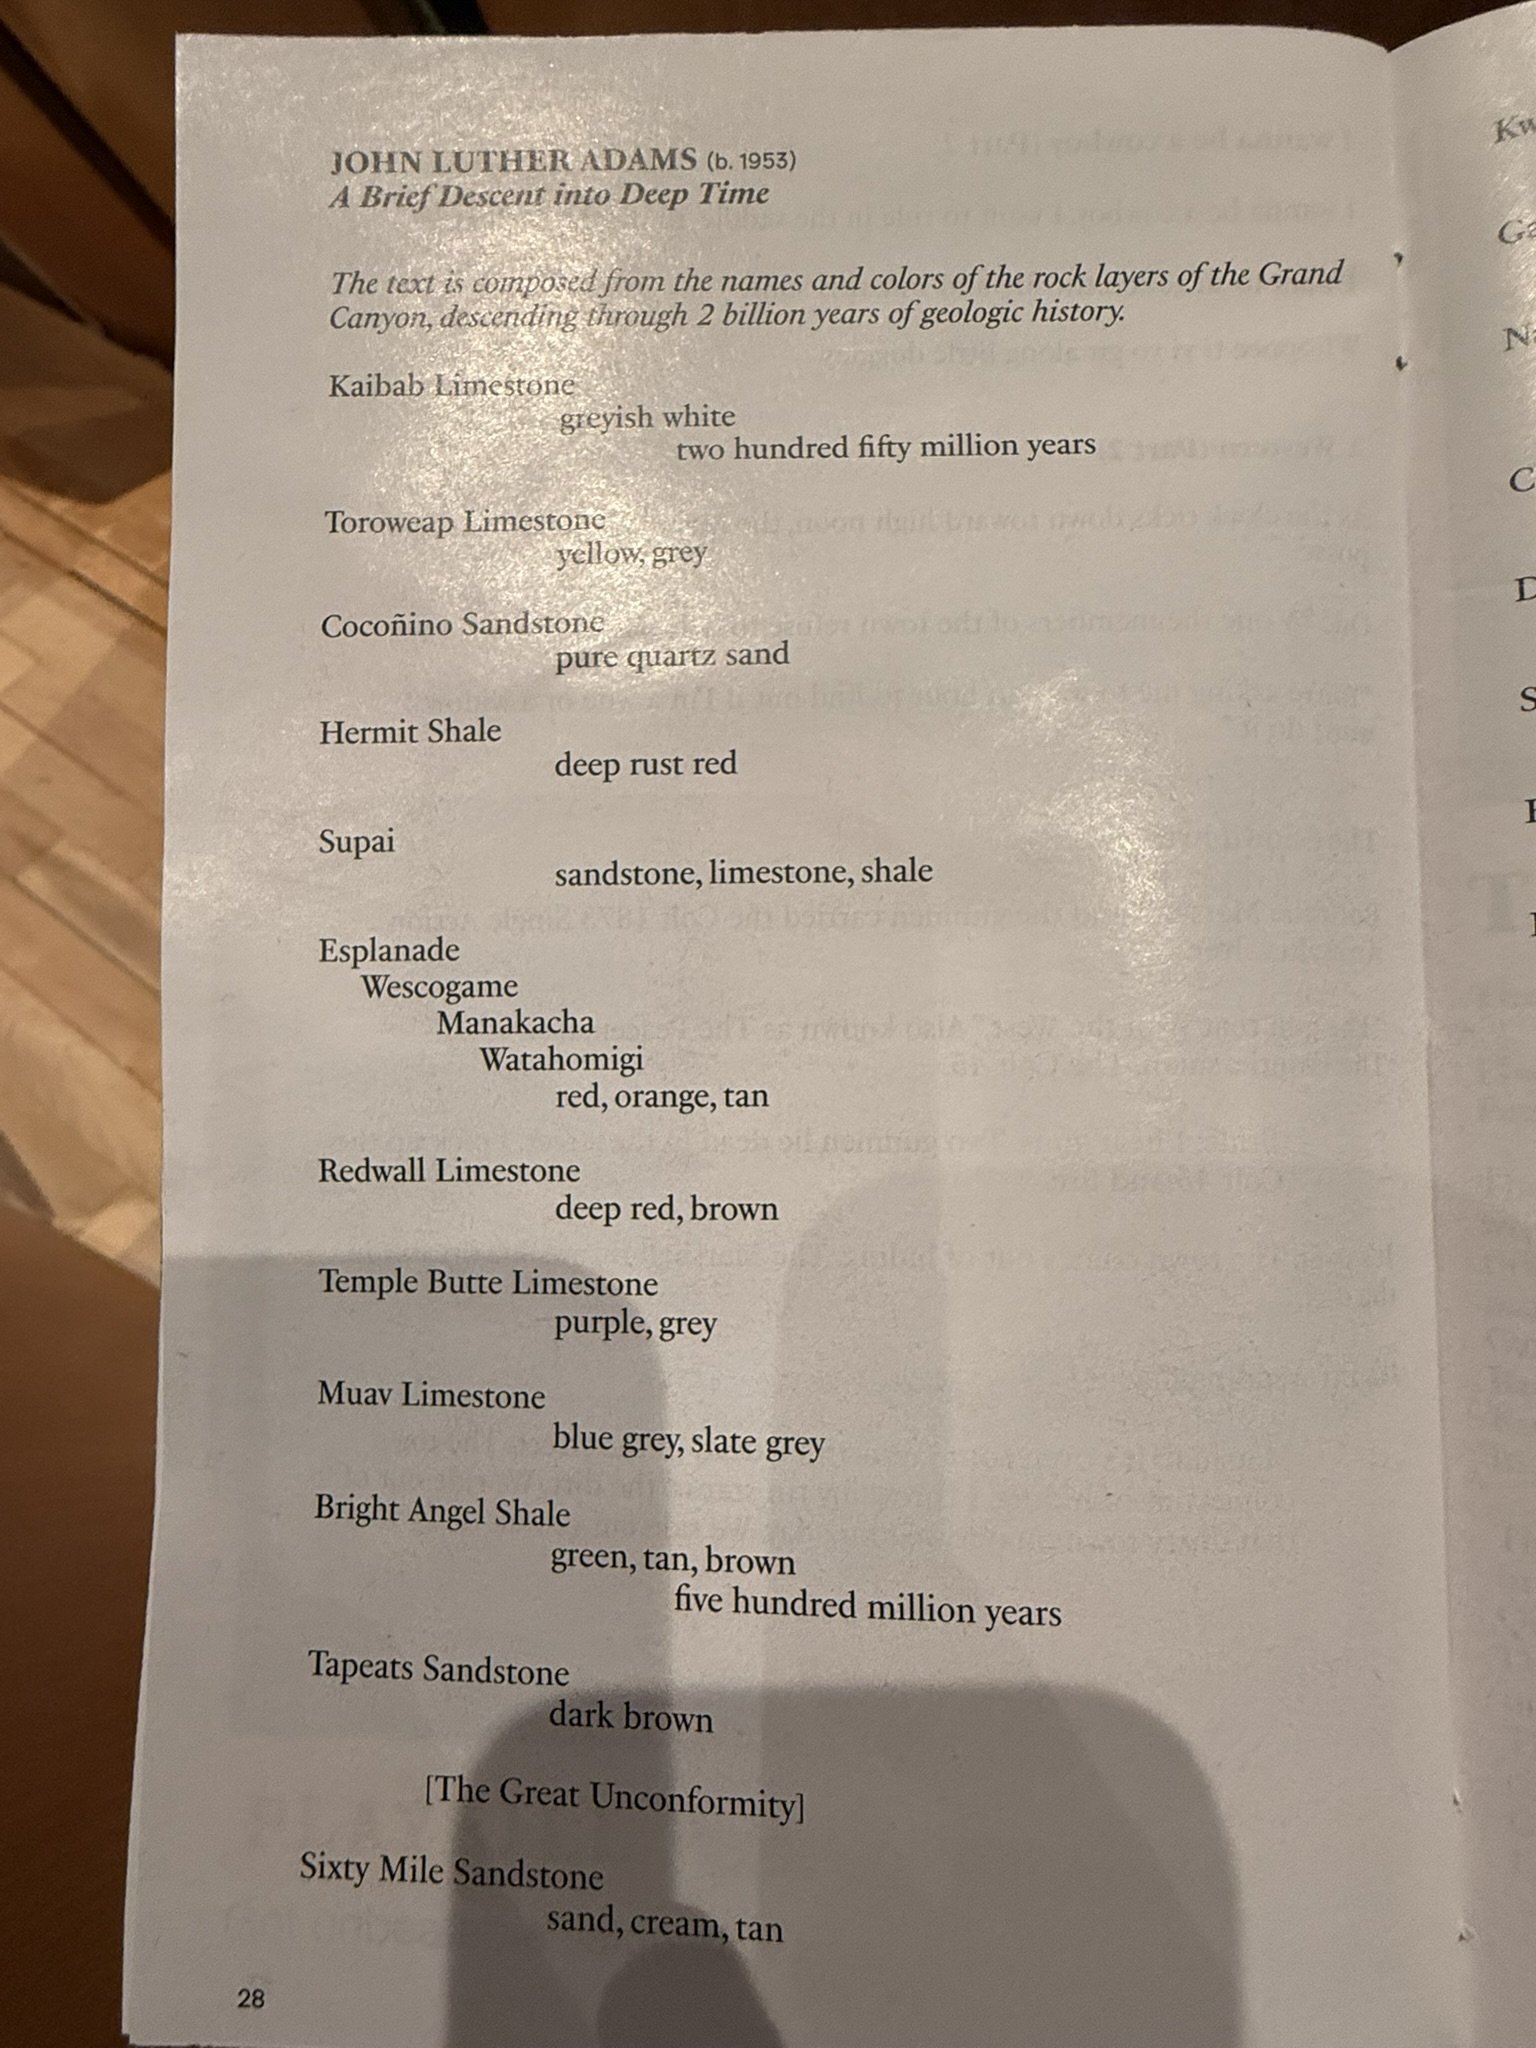 JOHN LUTHER ADAMS (b. 1953)
A Brief Descent into Deep Time
The text is composed from the names and colors of the rock layers of the Grand
Canyon, descending through 2 billion years of geologic history.
Kaibab Limestone
greyish white
two hundred fifty million years
Toroweap Limestone
yellow, grey
Cocoñino Sandstone
pure quartz sand
Hermit Shale
deep rust red
Supai
sandstone, limestone, shale
Esplanade
Wescogame
Manakacha
Watahomigi
red, orange, tan
Redwall Limestone
deep red, brown
Temple Butte Limestone
purple, grey
Muav Limestone
blue grey, slate grey
Bright Angel Shale
green, tan, brown
five hundred million years
Tapeats Sandstone
dark brown
[The Great Unconformity]
Sixty Mile Sandstone
sand, cream, tan
28